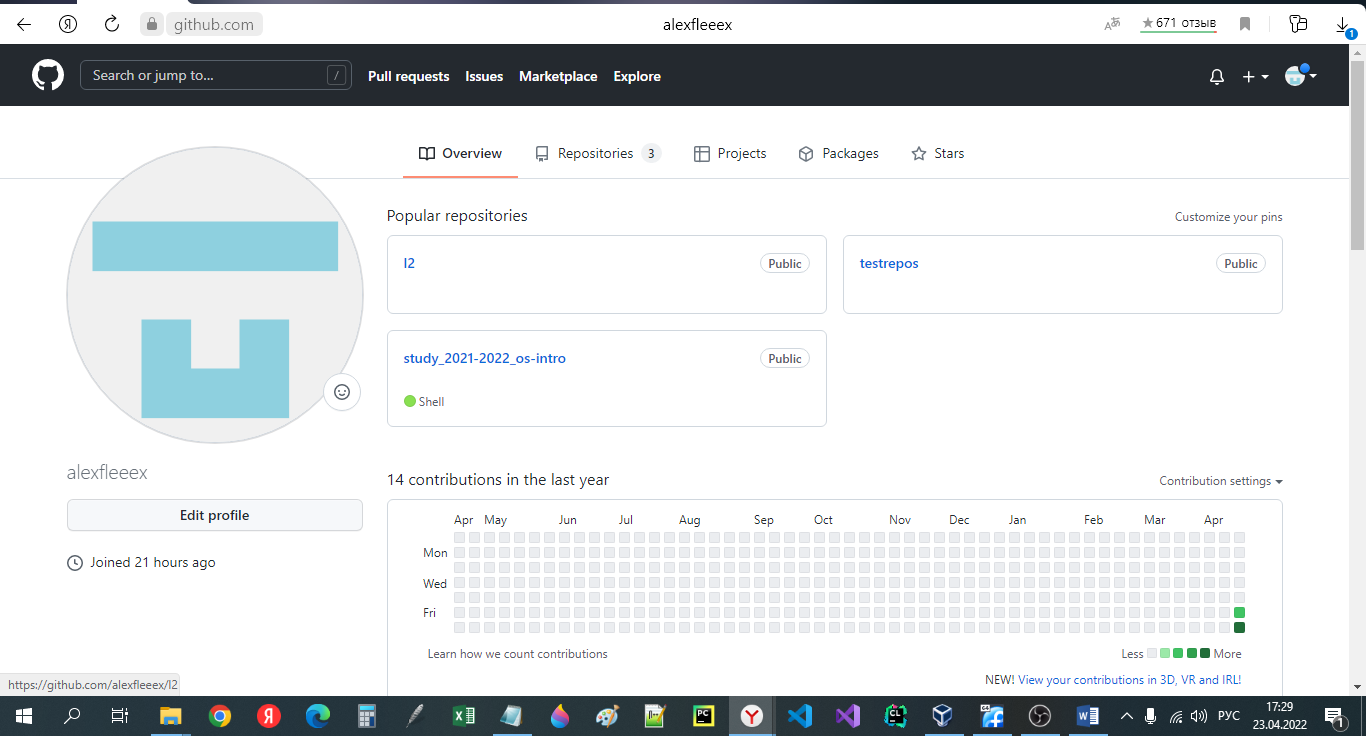 github.com
alexfleeex
★671 отзыв
1
Search or jump to...
/
Pull requests
Issues
Marketplace
Explore
Overview
Repositories 3
Projects
Packages
Stars
Popular repositories
Customize your pins
l2
Public
testrepos
Public
study_2021-2022_os-intro
Public
Shell
alexfleeex
Edit profile
Joined 21 hours ago
14 contributions in the last year
Contribution settings
Apr May Jun Jul Aug Sep Oct Nov Dec Jan Feb Mar Apr
Mon
Wed
Fri
Learn how we count contributions
Less
More
NEW! View your contributions in 3D, VR and IRL!
https://github.com/alexfleeex/l2
РУС
17:29
23.04.2022
1